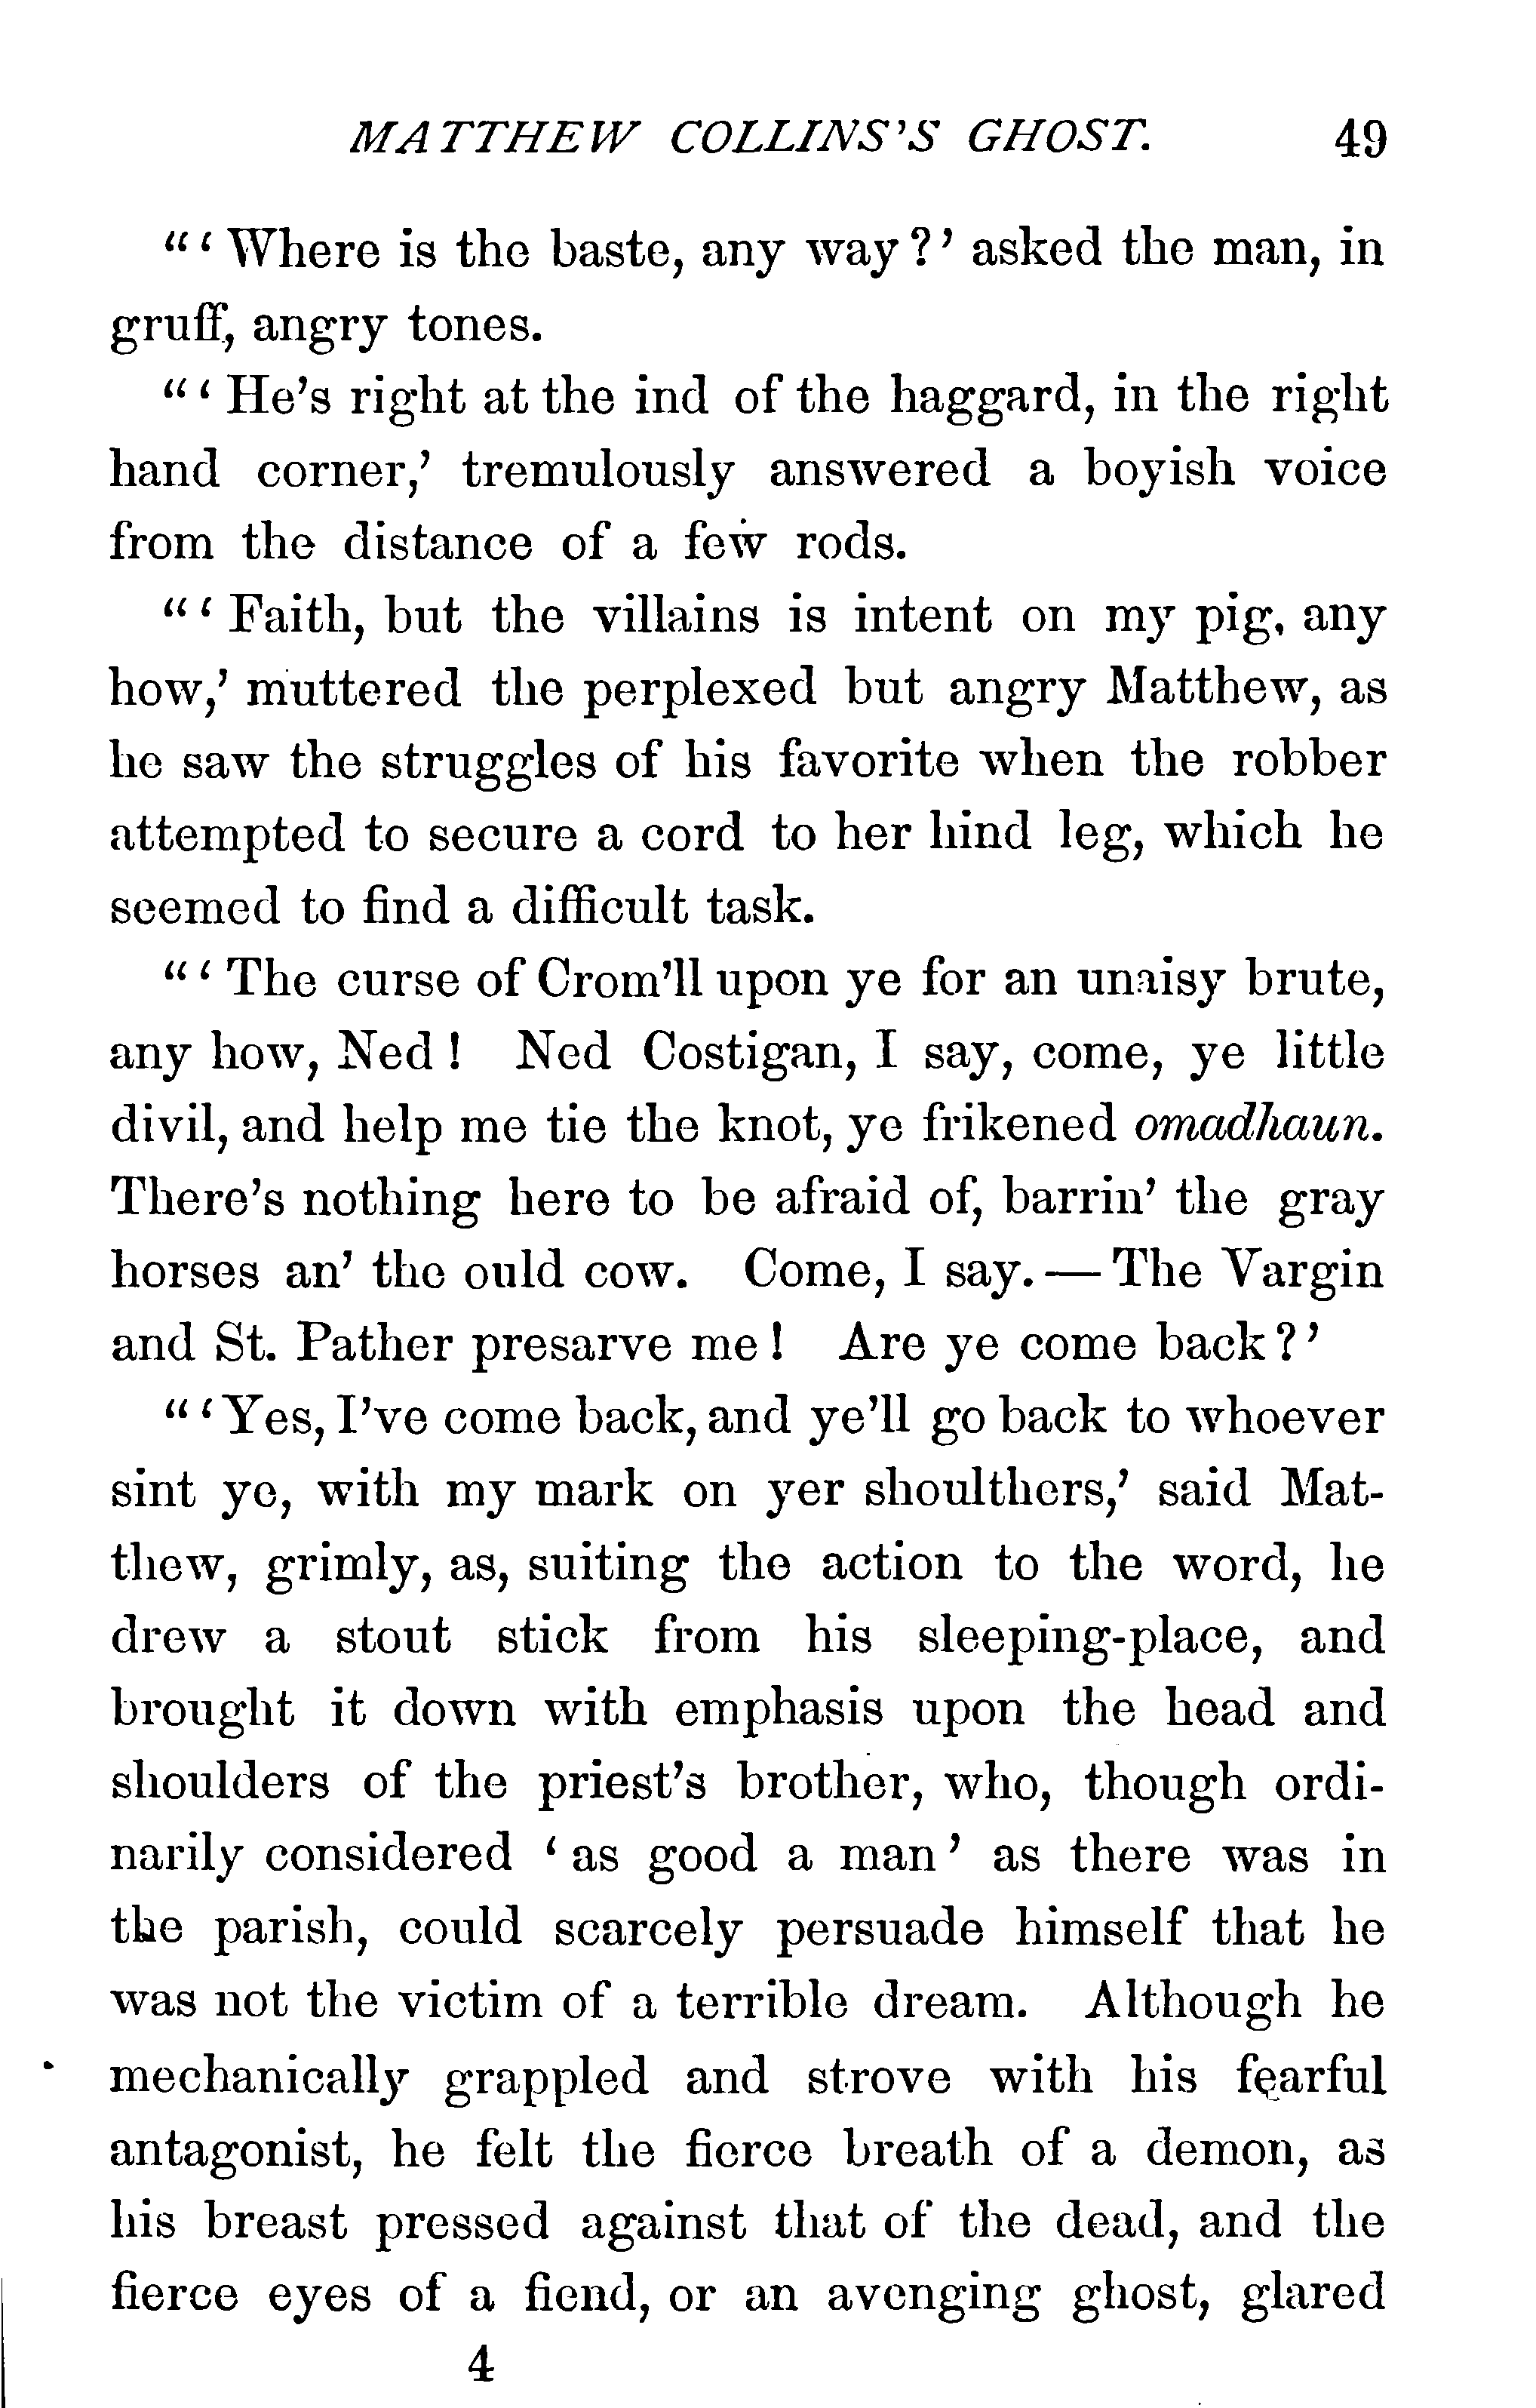 MATTHEW COLLINS'S GHOST. 49
"'Where is the baste, any way?' asked the man, in
gruff, angry tones.
"'He's right at the ind of the haggard, in the right
hand corner,' tremulously answered a boyish voice
from the distance of a few rods.
"'Faith, but the villains is intent on my pig, any
how,' muttered the perplexed but angry Matthew, as
he saw the struggles of his favorite when the robber
attempted to secure a cord to her hind leg, which he
seemed to find a difficult task.
"'The curse of Crom'll upon ye for an unaisy brute,
any how, Ned! Ned Costigan, I say, come, ye little
divil, and help me tie the knot, ye frikened omadhaun.
There's nothing here to be afraid of, barrin' the gray
horses an' the ould cow. Come, I say.—The Vargin
and St. Pather presarve me! Are ye come back?'
"'Yes, I've come back, and ye'll go back to whoever
sint ye, with my mark on yer shoulthers,' said Mat-
thew, grimly, as, suiting the action to the word, he
drew a stout stick from his sleeping-place, and
brought it down with emphasis upon the head and
shoulders of the priest's brother, who, though ordi-
narily considered 'as good a man' as there was in
the parish, could scarcely persuade himself that he
was not the victim of a terrible dream. Although he
mechanically grappled and strove with his fearful
antagonist, he felt the fierce breath of a demon, as
his breast pressed against that of the dead, and the
fierce eyes of a fiend, or an avenging ghost, glared
4